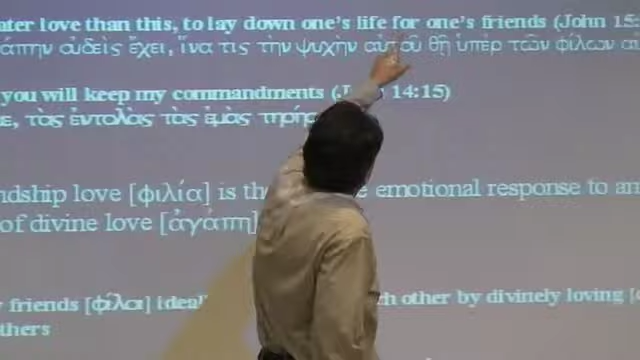 ater love than this, to lay down one's life for one's friends (John 15:
άπην οὐδεὶς ἔχει, ἵνα τις τὴν ψυχὴν αὐτοῦ θῇ ὑπὲρ τῶν φίλων αὐ
you will keep my commandments (J 14:15)
ε, τὰς ἐντολὰς τὰς ἐμὰς τηρήσ
ndship love [φιλία] is the e emotional response to an
of divine love [ἀγάπη]
y friends [φίλοι] ideal ch other by divinely loving [
thers